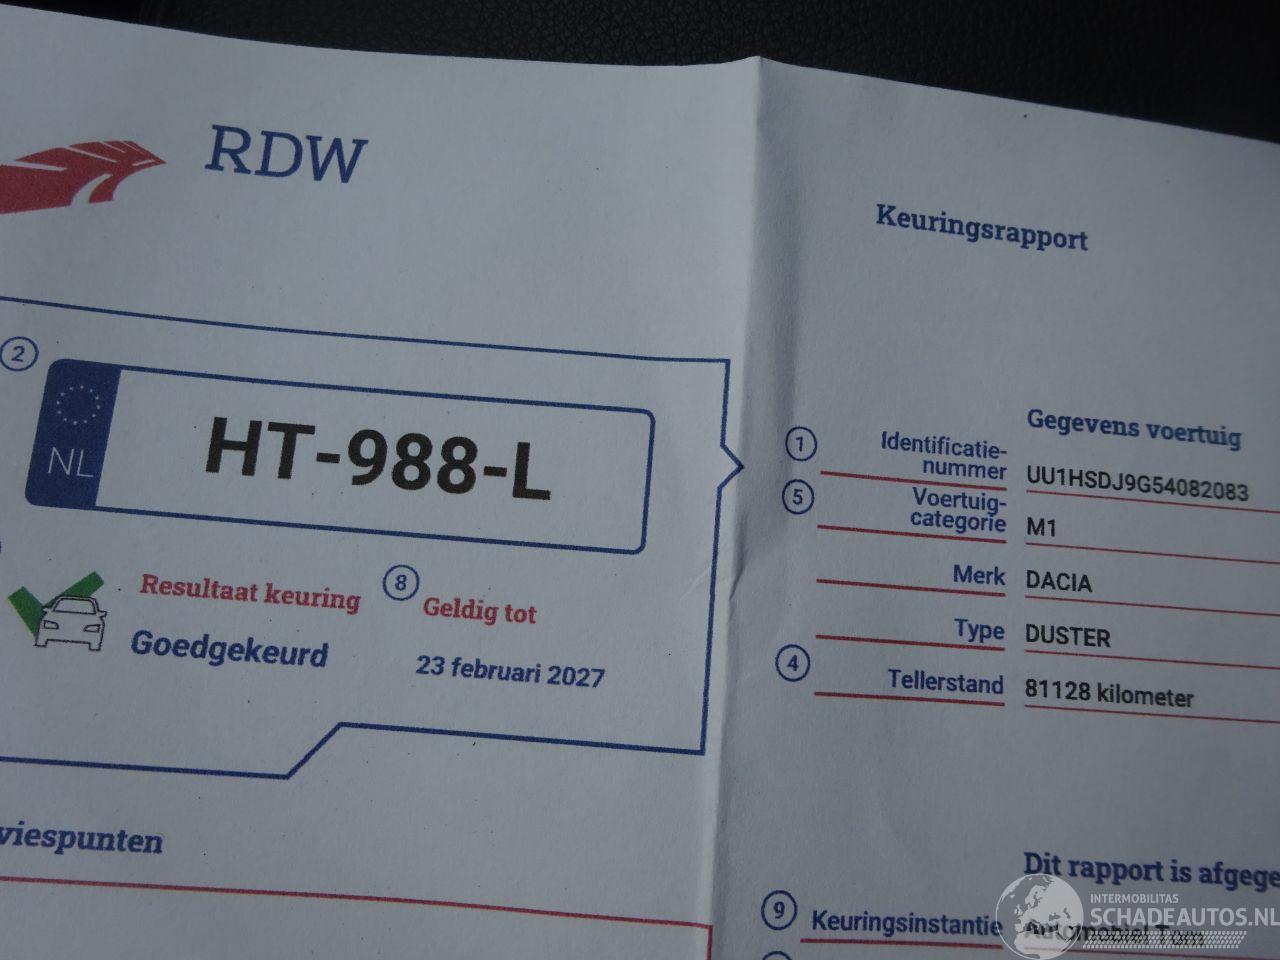 RDW
Keuringsrapport
2
NL
HT-988-L
Resultaat keuring
Goedgekeurd
8
Geldig tot
23 februari 2027
Gegevens voertuig
1
Identificatie-
nummer
UU1HSDJ9G54082083
5
Voertuig-
categorie
M1
Merk
DACIA
Type
DUSTER
4
Tellerstand
81128 kilometer
viespunten
Dit rapport is afgege
9
Keuringsinstantie
INTERMOBILITAS
SCHADEAUTOS.NL